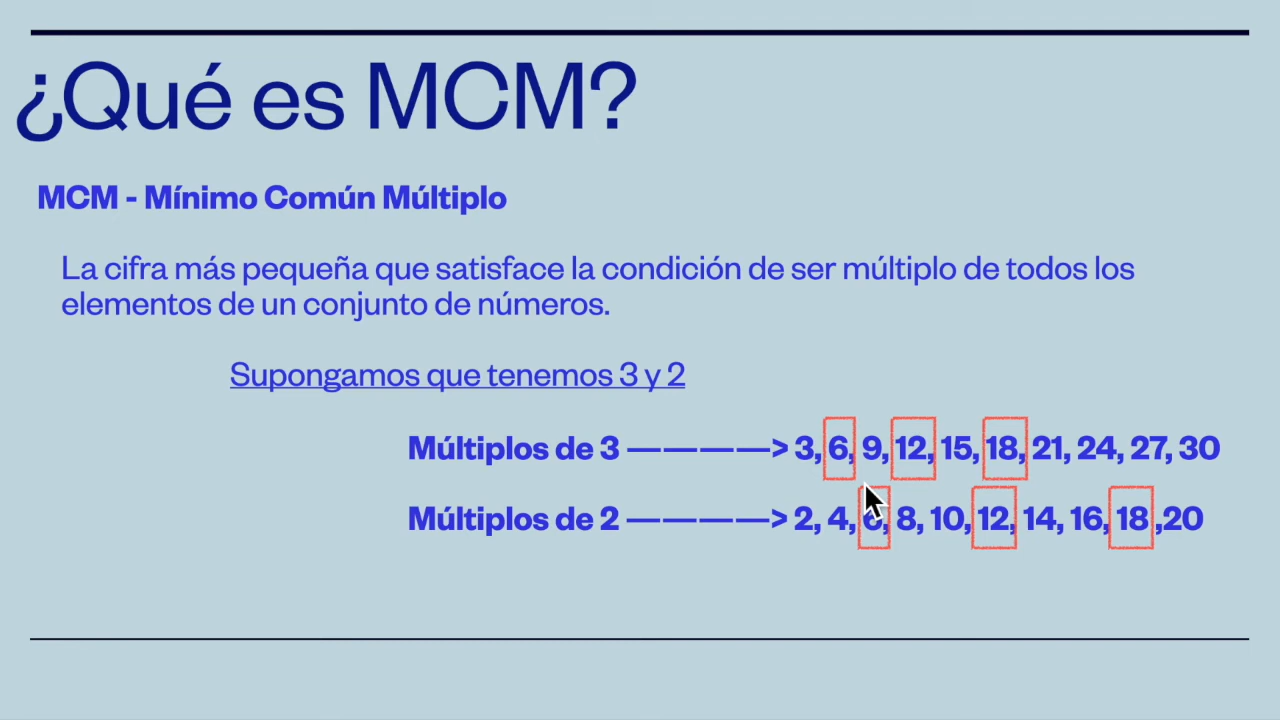 ¿Qué es MCM?
MCM - Mínimo Común Múltiplo
La cifra más pequeña que satisface la condición de ser múltiplo de todos los
elementos de un conjunto de números.
Supongamos que tenemos 3 y 2
Múltiplos de 3 ————> 3, 6, 9, 12, 15, 18, 21, 24, 27, 30
Múltiplos de 2 ————> 2, 4, 6, 8, 10, 12, 14, 16, 18 ,20